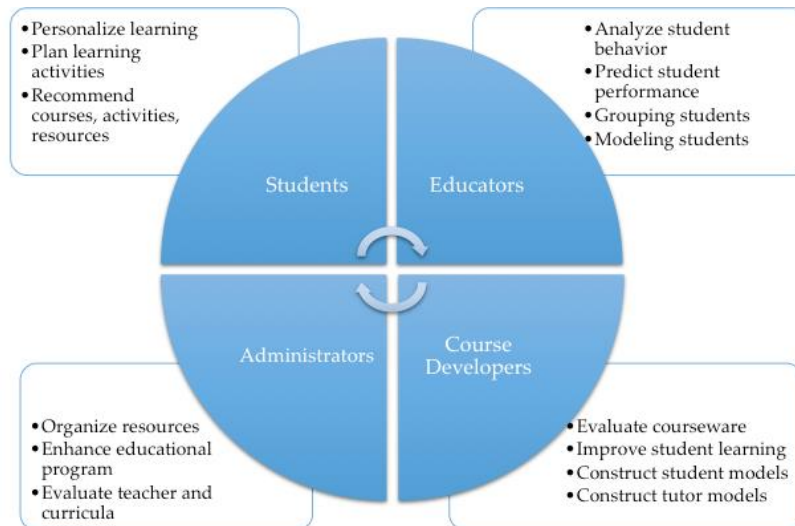 •Personalize learning
•Plan learning
activities
•Recommend
courses, activities,
resources
•Analyze student
behavior
•Predict student
performance
•Grouping students
•Modeling students
Students
Educators
Administrators
Course
Developers
•Organize resources
•Enhance educational
program
•Evaluate teacher and
curricula
•Evaluate courseware
•Improve student learning
•Construct student models
•Construct tutor models